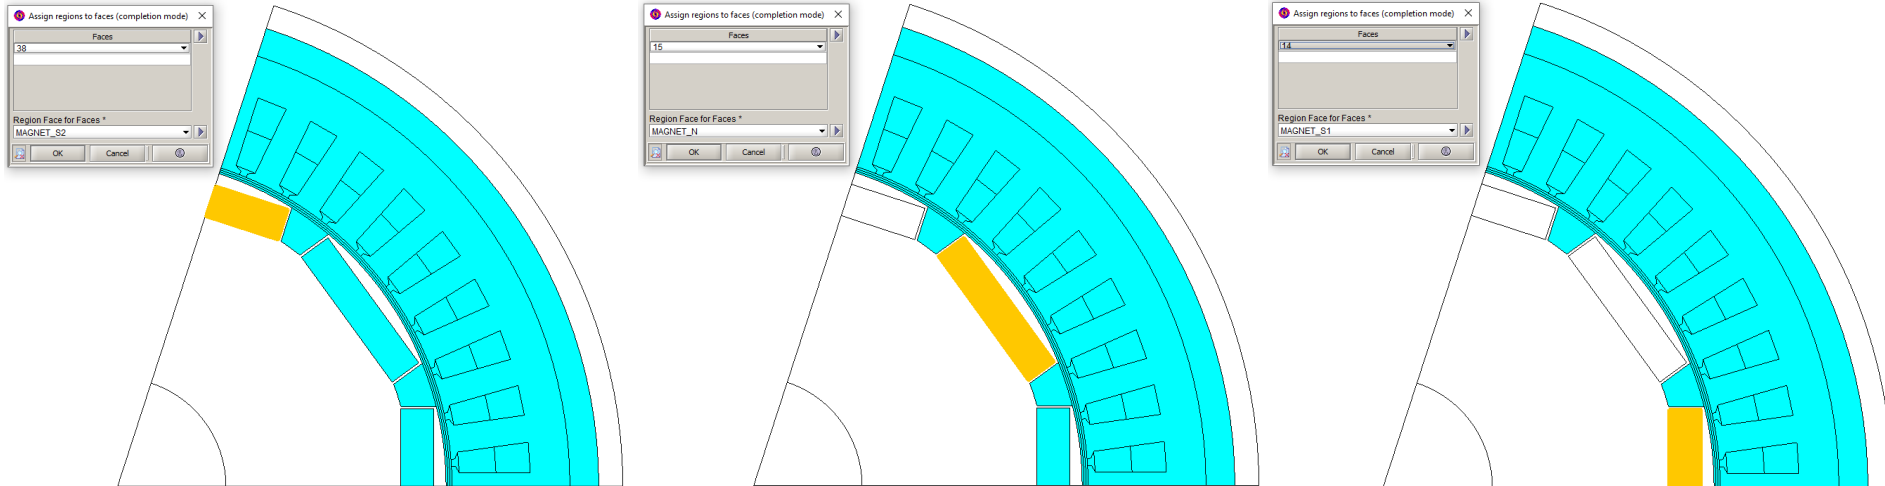 Assign regions to faces (completion mode)
Faces
38
Region Face for Faces *
MAGNET_S2
OK Cancel
Assign regions to faces (completion mode)
Faces
15
Region Face for Faces *
MAGNET_N
OK Cancel
Assign regions to faces (completion mode)
Faces
14
Region Face for Faces *
MAGNET_S1
OK Cancel